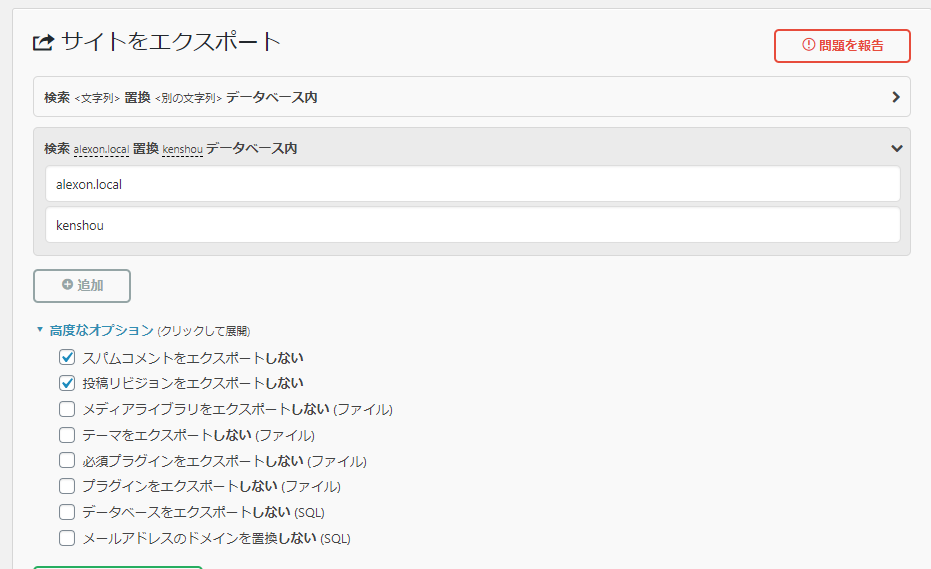 サイトをエクスポート
問題を報告
検索 <文字列> 置換 <別の文字列> データベース内
検索 alexon.local 置換 kenshou データベース内
alexon.local
kenshou
追加
高度なオプション (クリックして展開)
スパムコメントをエクスポートしない
投稿リビジョンをエクスポートしない
メディアライブラリをエクスポートしない (ファイル)
テーマをエクスポートしない (ファイル)
必須プラグインをエクスポートしない (ファイル)
プラグインをエクスポートしない (ファイル)
データベースをエクスポートしない (SQL)
メールアドレスのドメインを置換しない (SQL)